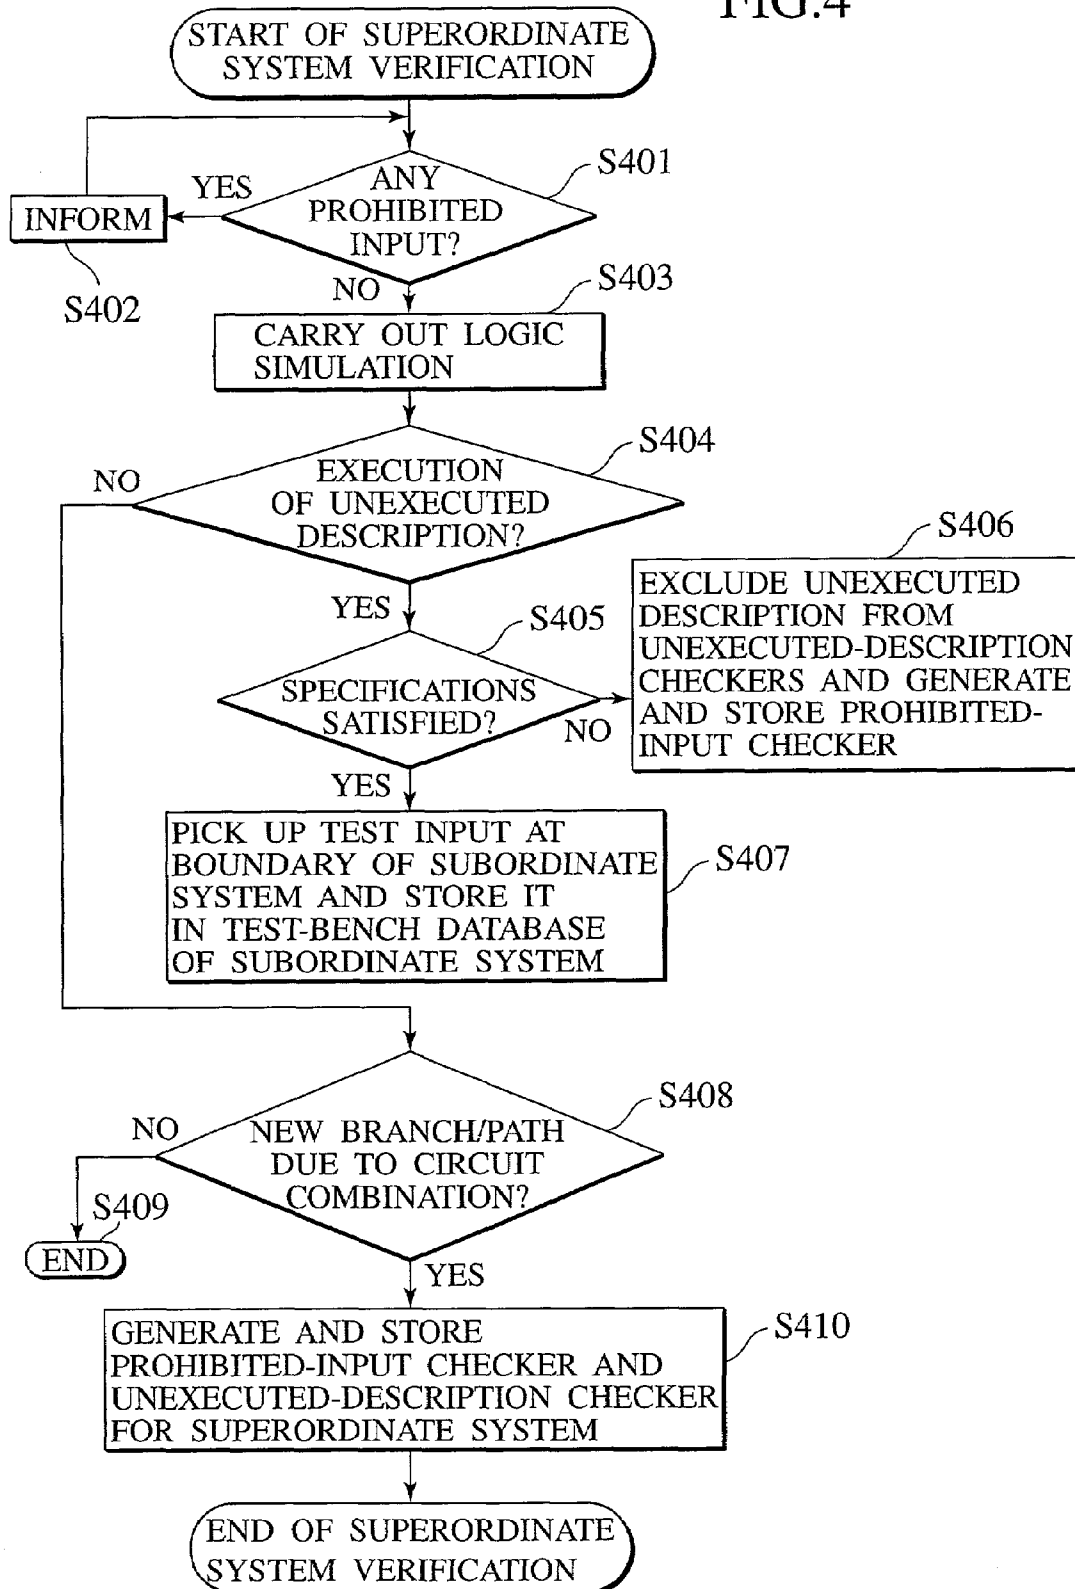 FIG.4
START OF SUPERORDINATE
SYSTEM VERIFICATION
S401
YES
ANY
PROHIBITED
INPUT?
INFORM
S402
NO
S403
CARRY OUT LOGIC
SIMULATION
S404
NO
EXECUTION
OF UNEXECUTED
DESCRIPTION?
S406
YES
S405
EXCLUDE UNEXECUTED
DESCRIPTION FROM
UNEXECUTED-DESCRIPTION
CHECKERS AND GENERATE
AND STORE PROHIBITED-
INPUT CHECKER
SPECIFICATIONS
SATISFIED?
NO
YES
PICK UP TEST INPUT AT
BOUNDARY OF SUBORDINATE
SYSTEM AND STORE IT
IN TEST-BENCH DATABASE
OF SUBORDINATE SYSTEM
S407
S408
NO
NEW BRANCH/PATH
DUE TO CIRCUIT
COMBINATION?
S409
END
YES
GENERATE AND STORE
PROHIBITED-INPUT CHECKER AND
UNEXECUTED-DESCRIPTION CHECKER
FOR SUPERORDINATE SYSTEM
S410
END OF SUPERORDINATE
SYSTEM VERIFICATION